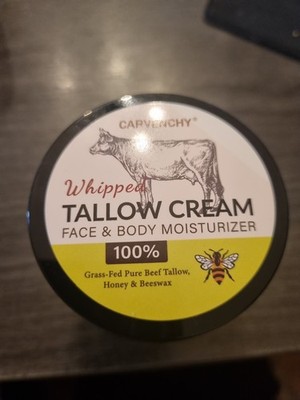 CARVENCHY®
Whipped
TALLOW CREAM
FACE & BODY MOISTURIZER
100%
Grass-Fed Pure Beef Tallow,
Honey & Beeswax